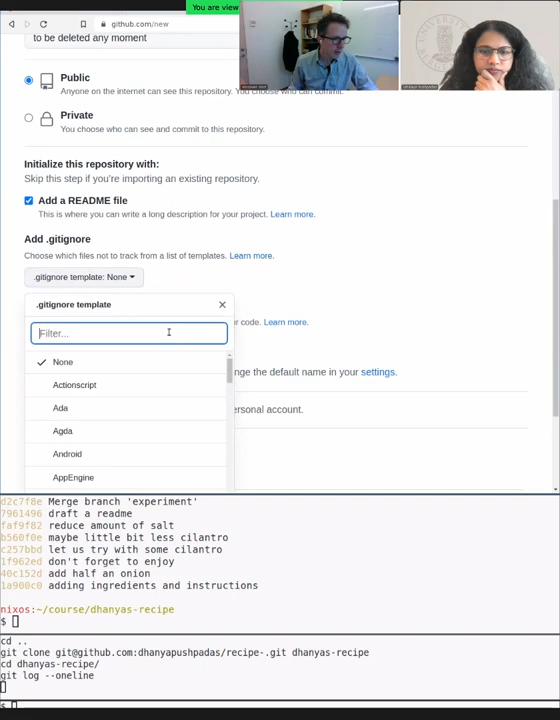 You are view
github.com/new
to be deleted any moment
Public
Anyone on the internet can see this repository. You choose who can commit.
Private
You choose who can see and commit to this repository.
Initialize this repository with:
Skip this step if you're importing an existing repository.
Add a README file
This is where you can write a long description for your project. Learn more.
Add .gitignore
Choose which files not to track from a list of templates. Learn more.
.gitignore template: None
.gitignore template
r code. Learn more.
Filter...
None
nge the default name in your settings.
Actionscript
Ada
ersonal account.
Agda
Android
AppEngine
d2c7f8e Merge branch 'experiment'
7961496 draft a readme
faf9f82 reduce amount of salt
b560f0e maybe little bit less cilantro
c257bbd let us try with some cilantro
1f962ed don't forget to enjoy
40c152d add half an onion
1a900c0 adding ingredients and instructions
nixos:~/course/dhanyas-recipe
$
cd ..
git clone git@github.com:dhanyapushpadas/recipe-.git dhanyas-recipe
cd dhanyas-recipe/
git log --oneline
$